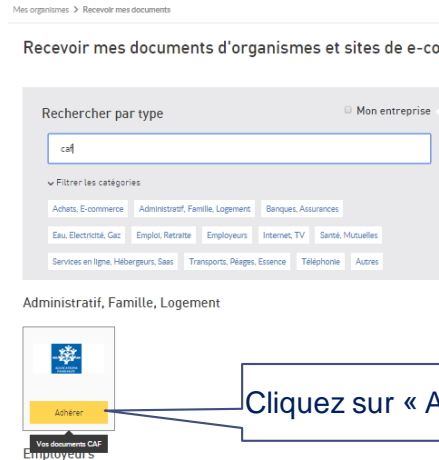 Mes organismes > Recevoir mes documents
Recevoir mes documents d'organismes et sites de e-co
Rechercher par type
Mon entreprise
caf
Filtrer les catégories
Achats, E-commerce Administratif, Famille, Logement Banques, Assurances
Eau, Electricité, Gaz Emploi, Retraite Employeurs Internet, TV Santé, Mutuelles
Services en ligne, Hébergeurs, Saas Transports, Péages, Essence Téléphonie Autres
Administratif, Famille, Logement
ALLOCATIONS FAMILIALES
Adhérer
Cliquez sur « A
Vos documents CAF
Employeurs